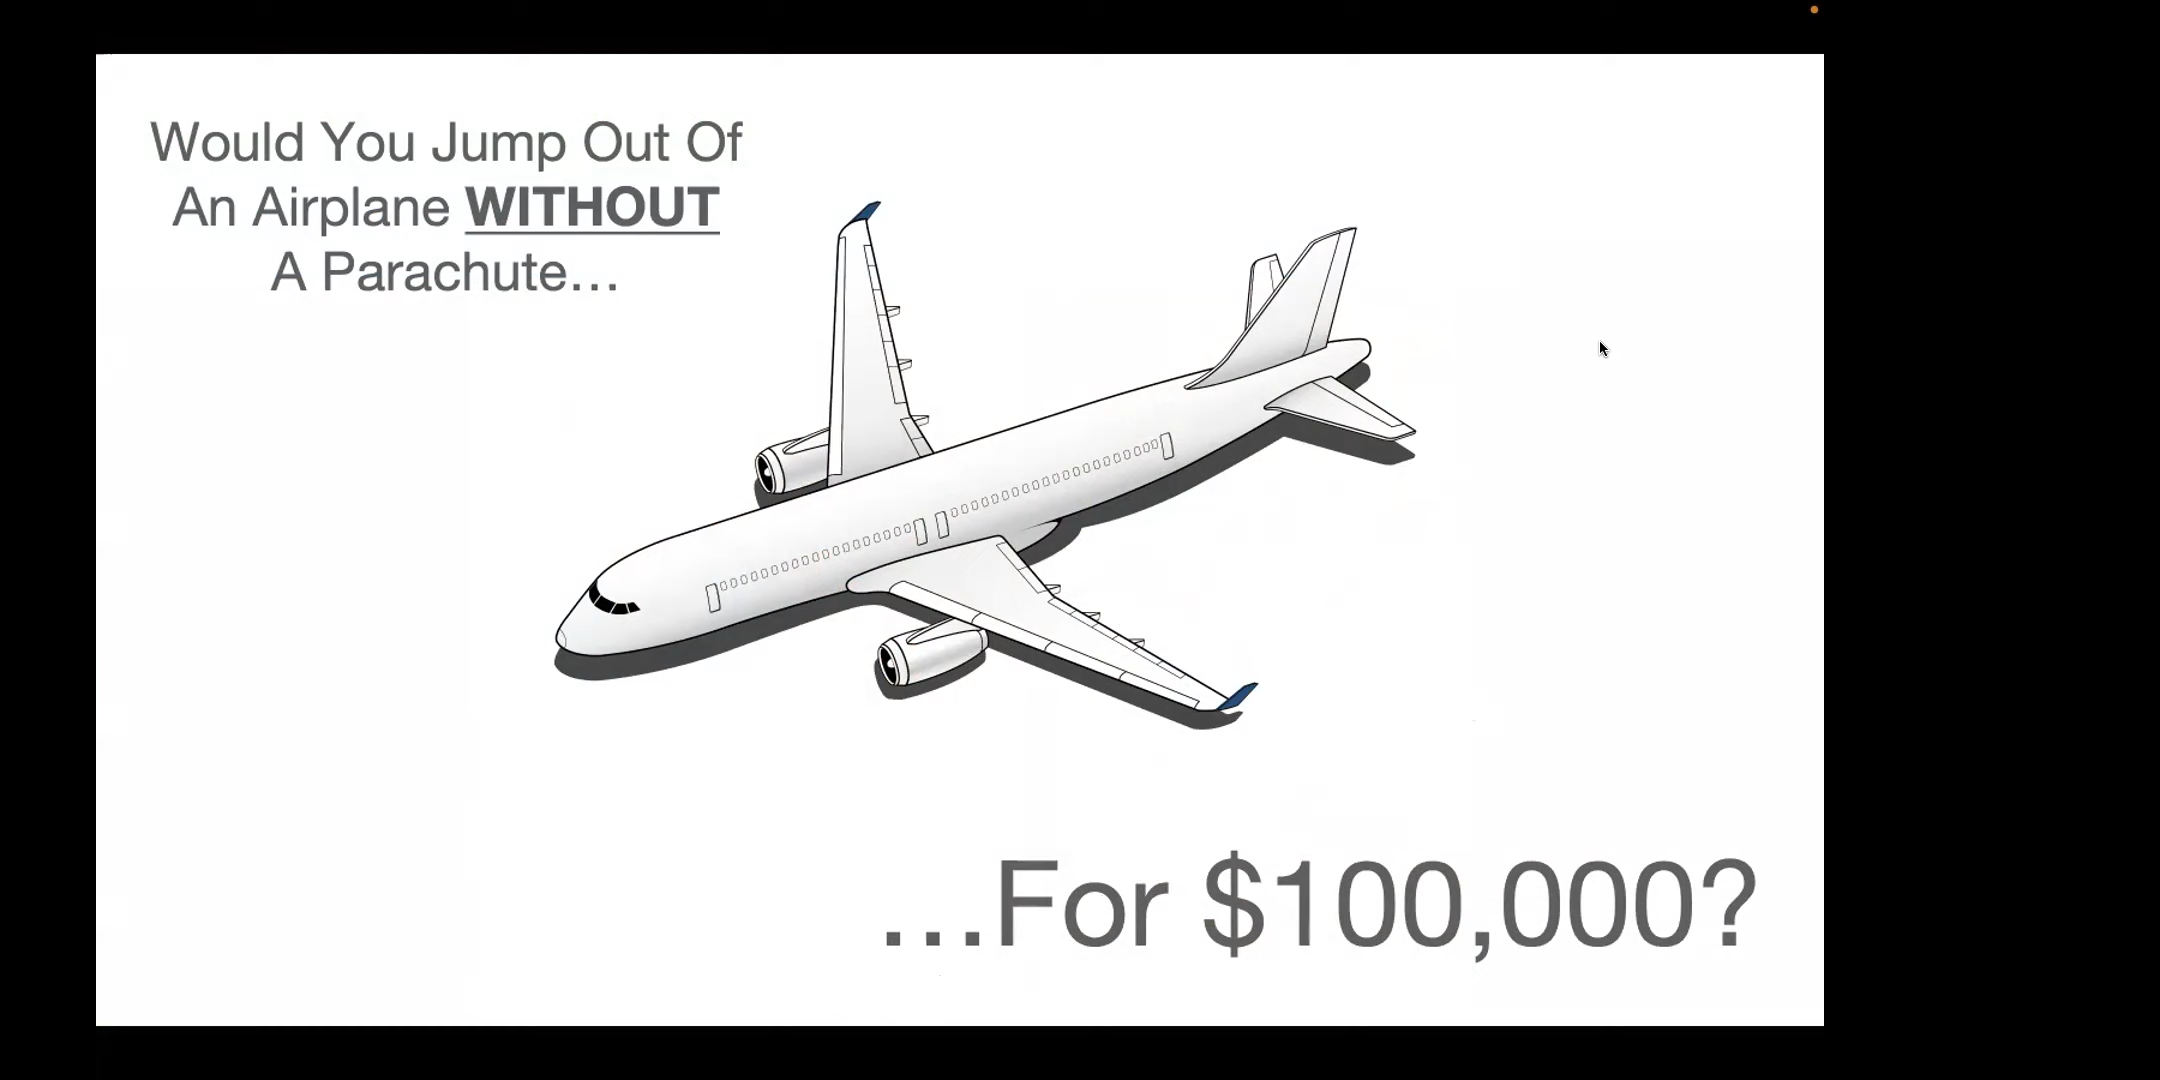 Would You Jump Out Of
An Airplane WITHOUT
A Parachute…
…For $100,000?